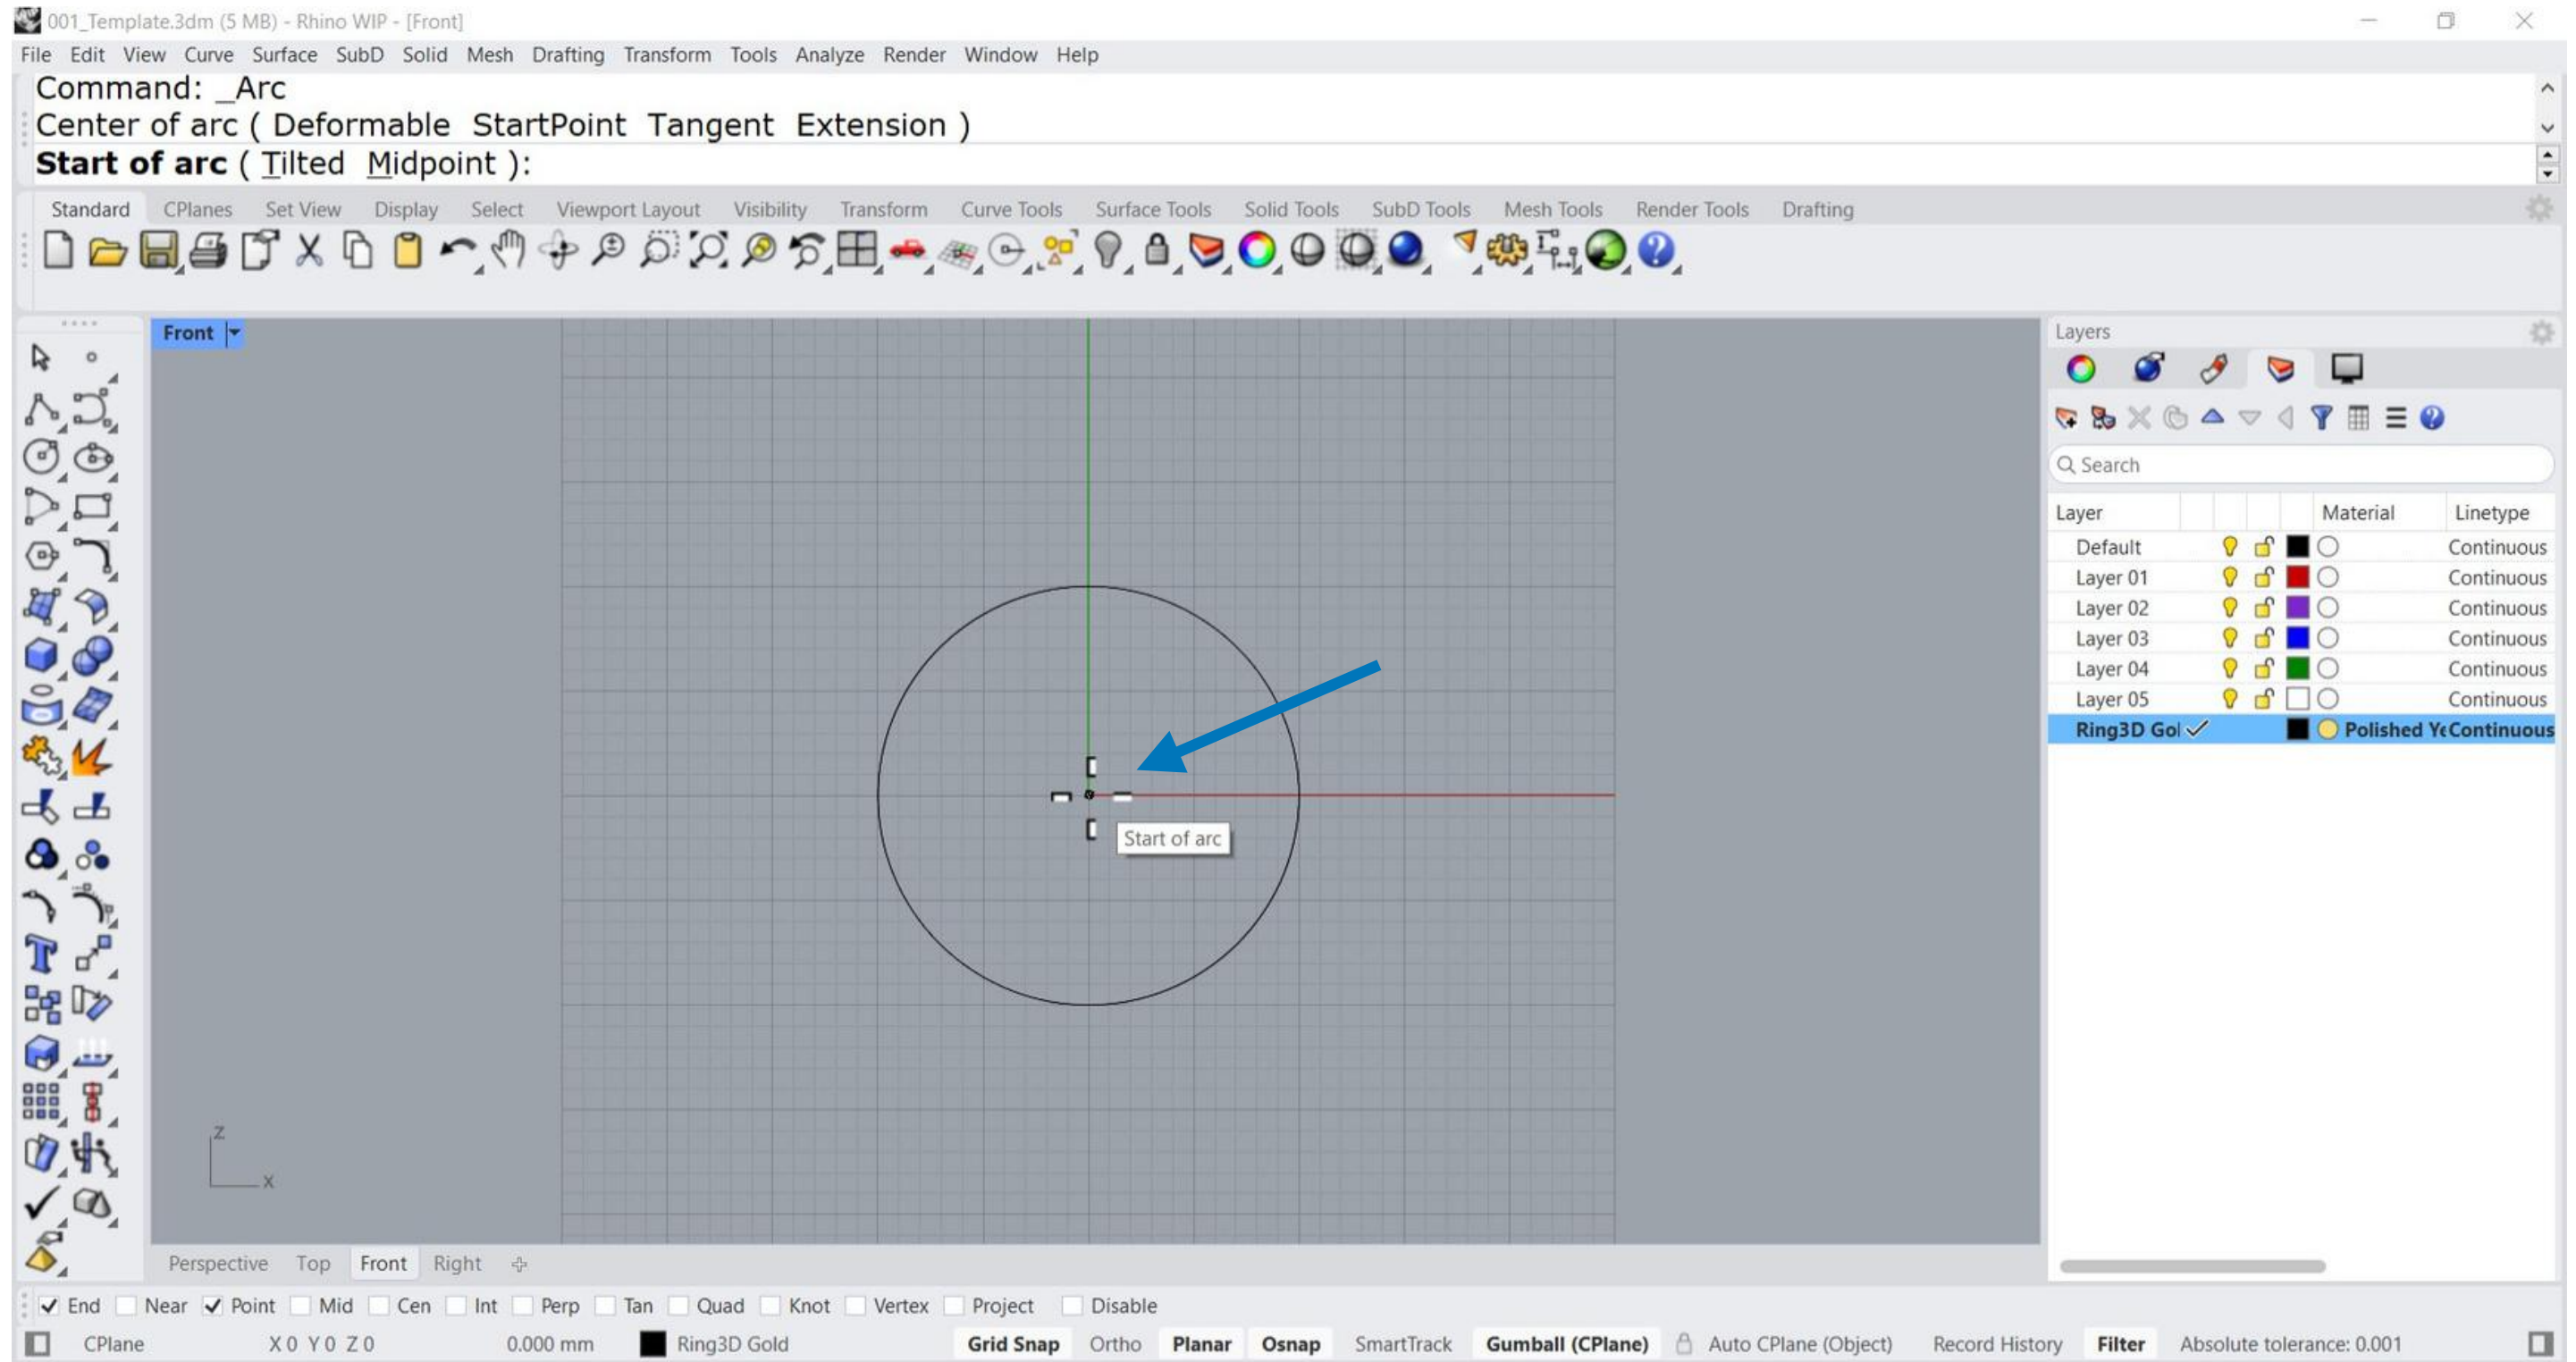 001_Template.3dm (5 MB) - Rhino WIP - [Front]
File Edit View Curve Surface SubD Solid Mesh Drafting Transform Tools Analyze Render Window Help
Command: _Arc
Center of arc ( Deformable StartPoint Tangent Extension )
Start of arc ( Tilted Midpoint ):
Standard CPlanes Set View Display Select Viewport Layout Visibility Transform Curve Tools Surface Tools Solid Tools SubD Tools Mesh Tools Render Tools Drafting
Front
Layers
Search
Layer Material Linetype
Default Continuous
Layer 01 Continuous
Layer 02 Continuous
Layer 03 Continuous
Layer 04 Continuous
Layer 05 Continuous
Ring3D Gol Polished Ye Continuous
Start of arc
z
x
Perspective Top Front Right
End Near Point Mid Cen Int Perp Tan Quad Knot Vertex Project Disable
CPlane X 0 Y 0 Z 0 0.000 mm Ring3D Gold Grid Snap Ortho Planar Osnap SmartTrack Gumball (CPlane) Auto CPlane (Object) Record History Filter Absolute tolerance: 0.001